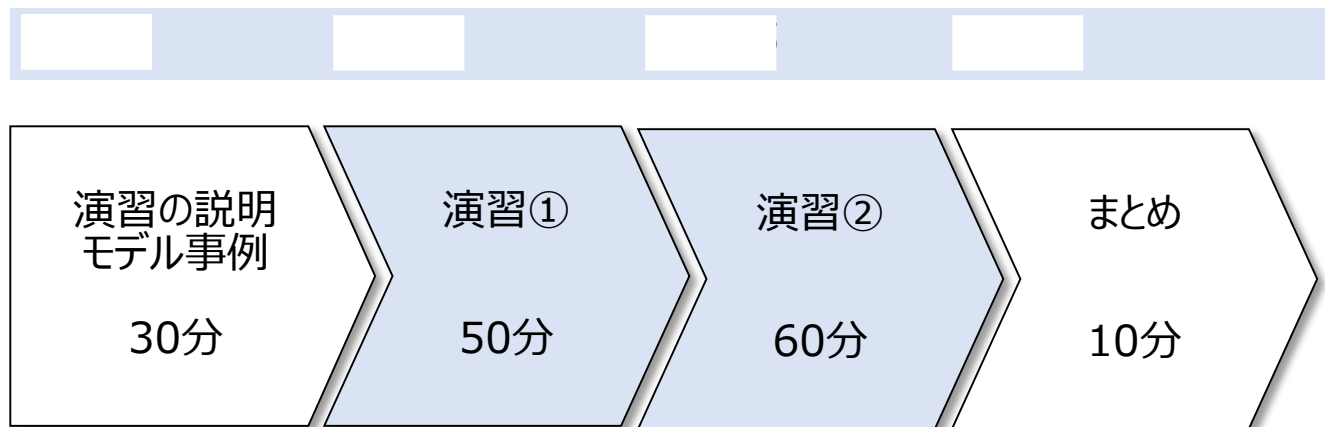 演習の説明
モデル事例
30分
演習①
50分
演習②
60分
まとめ
10分